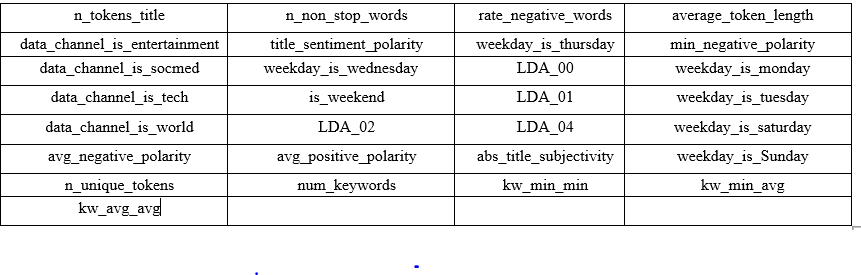 n_tokens_title n_non_stop_words rate_negative_words average_token_length
data_channel_is_entertainment title_sentiment_polarity weekday_is_thursday min_negative_polarity
data_channel_is_socmed weekday_is_wednesday LDA_00 weekday_is_monday
data_channel_is_tech is_weekend LDA_01 weekday_is_tuesday
data_channel_is_world LDA_02 LDA_04 weekday_is_saturday
avg_negative_polarity avg_positive_polarity abs_title_subjectivity weekday_is_Sunday
n_unique_tokens num_keywords kw_min_min kw_min_avg
kw_avg_avg